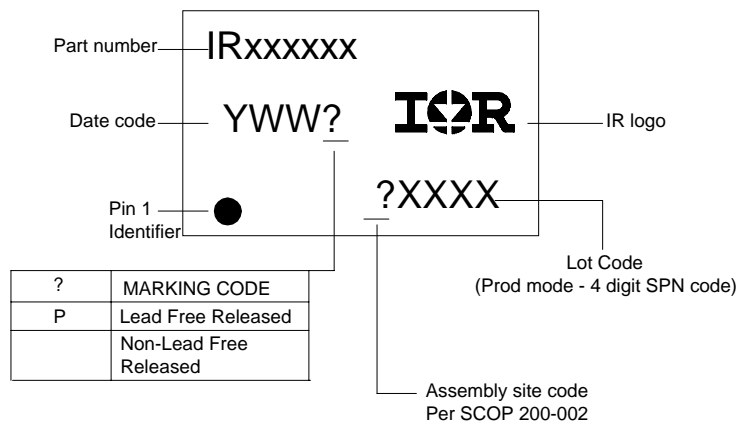 Part number
IRxxxxxx
Date code
YWW?
IOR
IR logo
?XXXX
Pin 1
Identifier
Lot Code
(Prod mode - 4 digit SPN code)
? MARKING CODE
P Lead Free Released
Non-Lead Free
Released
Assembly site code
Per SCOP 200-002